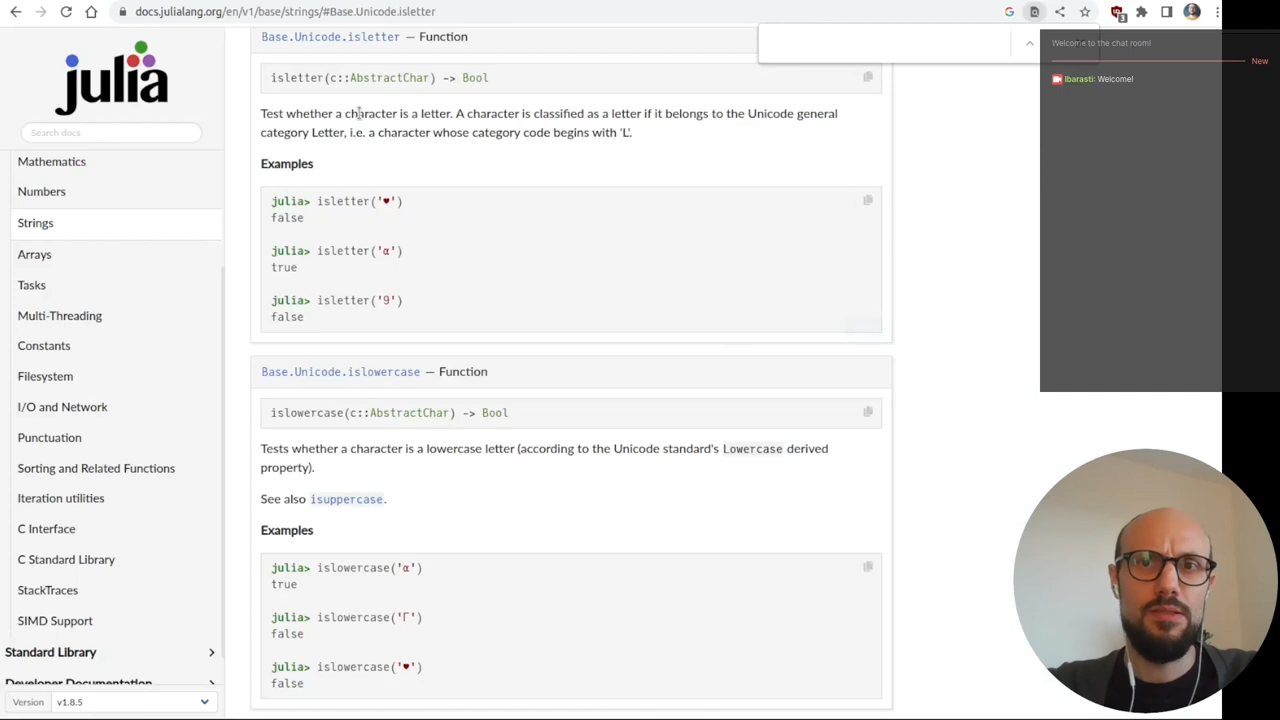 docs.julialang.org/en/v1/base/strings/#Base.Unicode.isletter
3
julia
Search docs
Mathematics
Numbers
Strings
Arrays
Tasks
Multi-Threading
Constants
Filesystem
I/O and Network
Punctuation
Sorting and Related Functions
Iteration utilities
C Interface
C Standard Library
StackTraces
SIMD Support
Standard Library
Developer Documentation
Version v1.8.5
Base.Unicode.isletter — Function
isletter(c::AbstractChar) -> Bool
Test whether a character is a letter. A character is classified as a letter if it belongs to the Unicode general
category Letter, i.e. a character whose category code begins with 'L'.
Examples
julia> isletter('♥')
false
julia> isletter('α')
true
julia> isletter('9')
false
Base.Unicode.islowercase — Function
islowercase(c::AbstractChar) -> Bool
Tests whether a character is a lowercase letter (according to the Unicode standard's Lowercase derived
property).
See also isuppercase.
Examples
julia> islowercase('α')
true
julia> islowercase('Γ')
false
julia> islowercase('♥')
false
Welcome to the chat room!
New
lbarasti: Welcome!